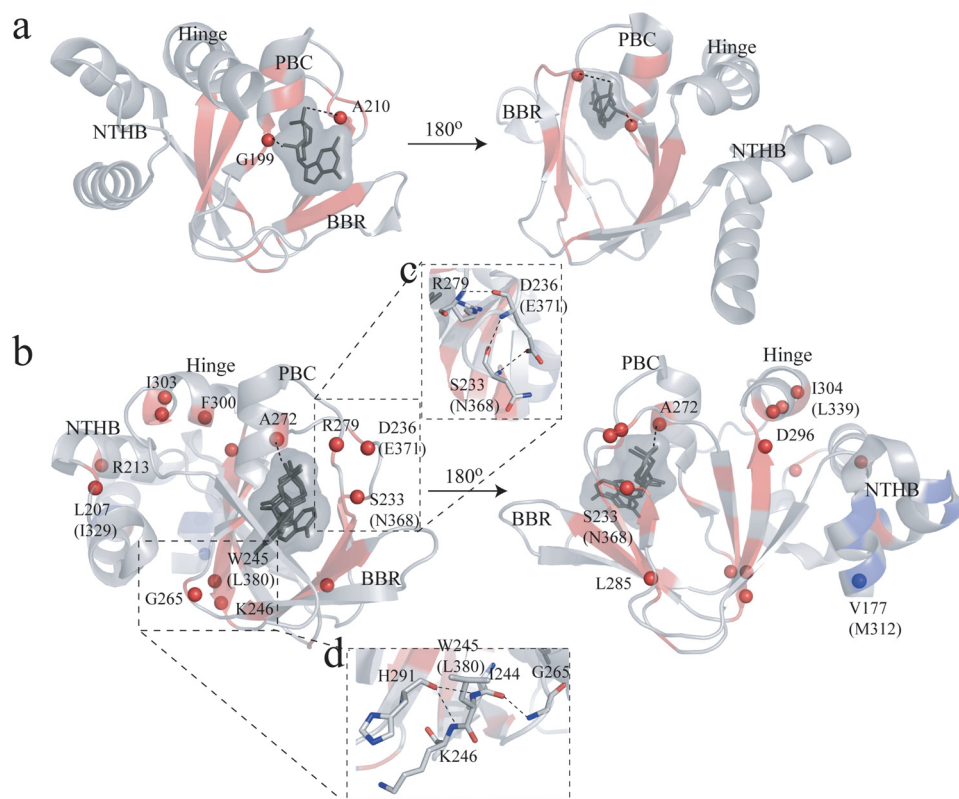 a
Hinge
PBC
A210
NTHB
G199
BBR
180º
PBC
Hinge
BBR
NTHB
c
R279
D236
(E371)
S233
(N368)
b
Hinge
PBC
I303
F300
A272
R279
D236
(E371)
NTHB
R213
L207
(I329)
S233
(N368)
W245
(L380)
G265
K246
BBR
180º
PBC
Hinge
A272
I304
(L339)
D296
NTHB
BBR
S233
(N368)
L285
V177
(M312)
d
W245
(L380)
H291
I244
G265
K246